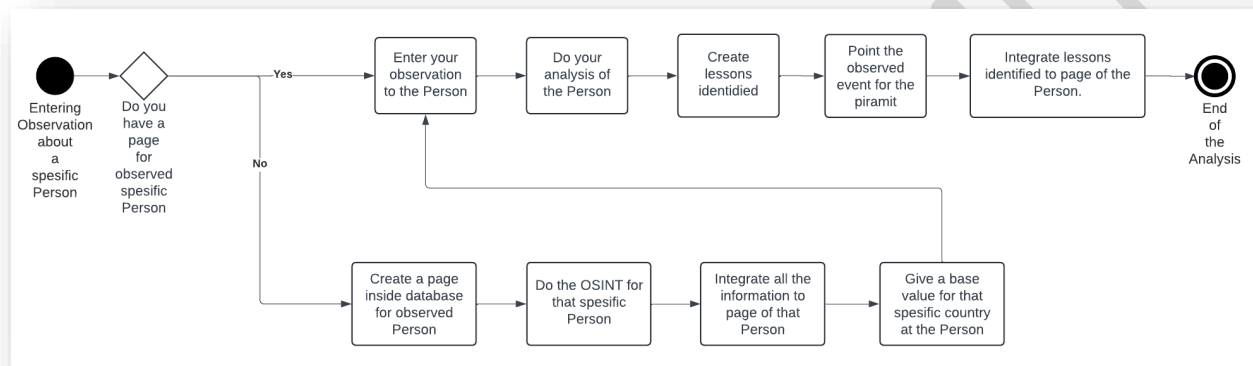 Entering
Observation
about
a
spesific
Person
Do you
have a
page
for
observed
spesific
Person
Yes
No
Enter your
observation
to the Person
Do your
analysis of
the Person
Create
lessons
identidied
Point the
observed
event for the
piramit
Integrate lessons
identified to page of the
Person.
End
of
the
Analysis
Create a page
inside database
for observed
Person
Do the OSINT for
that spesific
Person
Integrate all the
information to
page of that
Person
Give a base
value for that
spesific country
at the Person